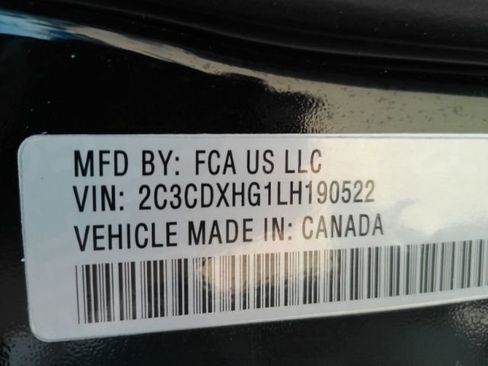 MFD BY: FCA US LLC
VIN: 2C3CDXHG1LH190522
VEHICLE MADE IN: CANADA